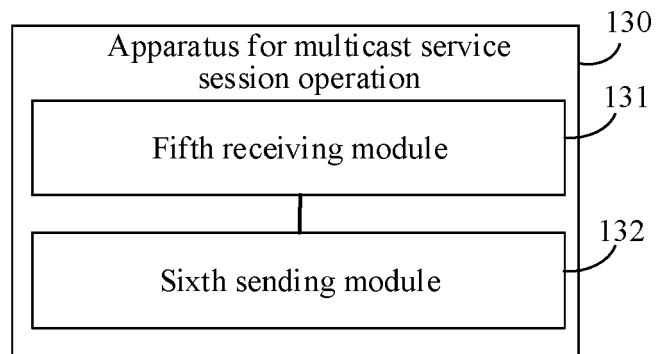 Apparatus for multicast service
session operation
130
Fifth receiving module
131
Sixth sending module
132